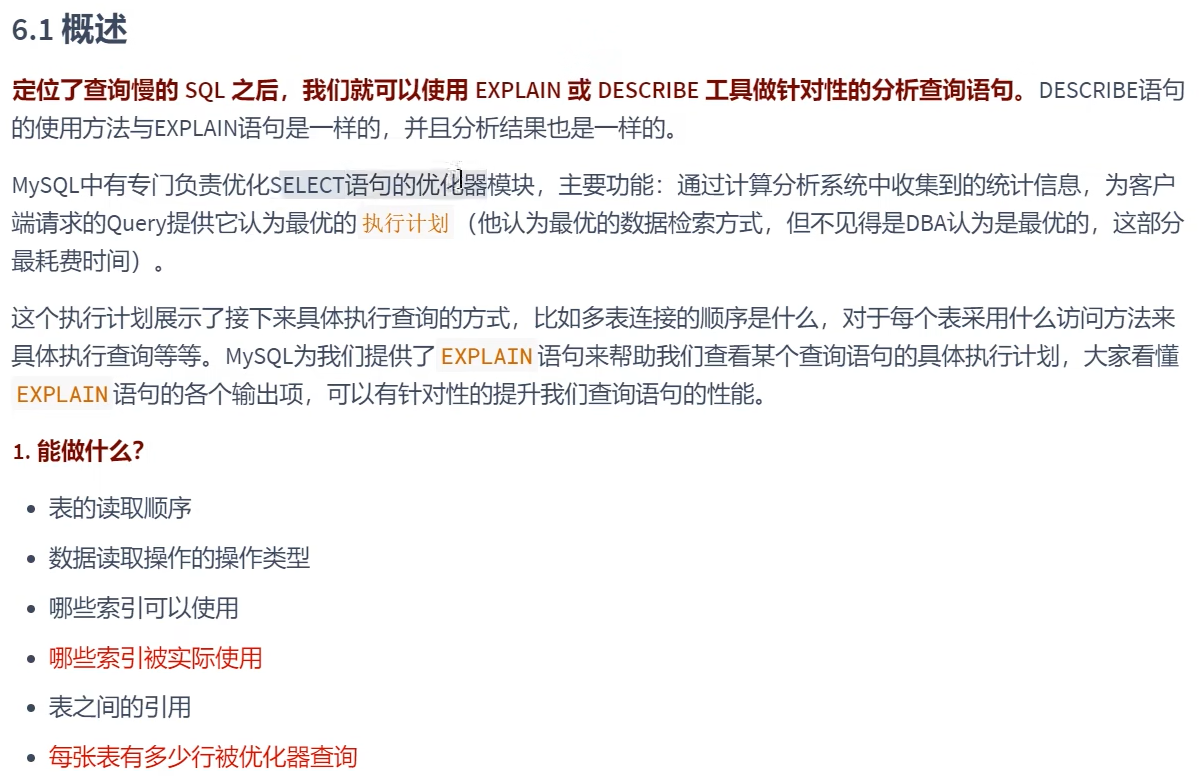 6.1 概述
定位了查询慢的 SQL 之后，我们就可以使用 EXPLAIN 或 DESCRIBE 工具做针对性的分析查询语句。DESCRIBE语句
的使用方法与EXPLAIN语句是一样的，并且分析结果也是一样的。
MySQL中有专门负责优化SELECT语句的优化器模块，主要功能：通过计算分析系统中收集到的统计信息，为客户
端请求的Query提供它认为最优的 执行计划 （他认为最优的数据检索方式，但不见得是DBA认为是最优的，这部分
最耗费时间）。
这个执行计划展示了接下来具体执行查询的方式，比如多表连接的顺序是什么，对于每个表采用什么访问方法来
具体执行查询等等。MySQL为我们提供了 EXPLAIN 语句来帮助我们查看某个查询语句的具体执行计划，大家看懂
EXPLAIN 语句的各个输出项，可以有针对性的提升我们查询语句的性能。
1. 能做什么？
• 表的读取顺序
• 数据读取操作的操作类型
• 哪些索引可以使用
• 哪些索引被实际使用
• 表之间的引用
• 每张表有多少行被优化器查询